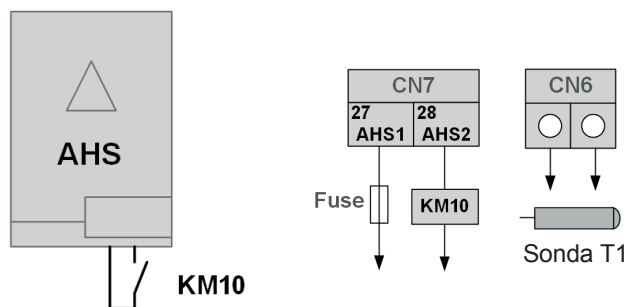 AHS
KM10
CN7
27 28
AHS1 AHS2
Fuse
KM10
CN6
Sonda T1